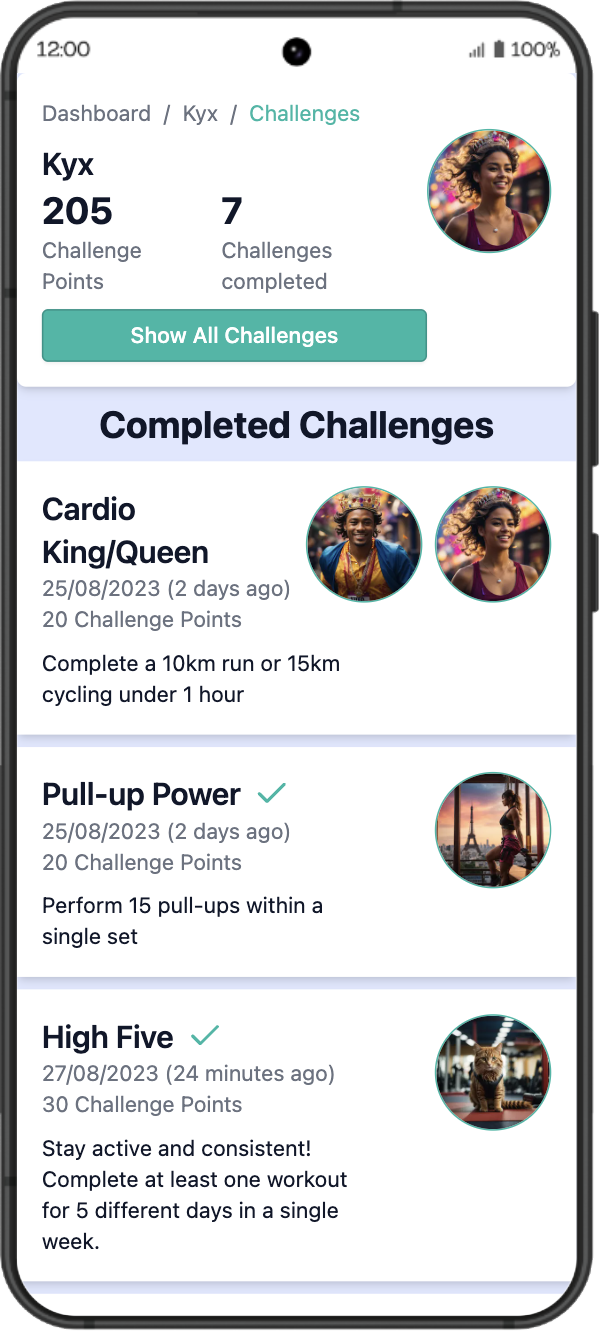 12:00 100%
Dashboard / Kyx / Challenges
Kyx
205 7
Challenge Points Challenges completed
Show All Challenges
Completed Challenges
Cardio
King/Queen
25/08/2023 (2 days ago)
20 Challenge Points
Complete a 10km run or 15km
cycling under 1 hour
Pull-up Power
25/08/2023 (2 days ago)
20 Challenge Points
Perform 15 pull-ups within a
single set
High Five
27/08/2023 (24 minutes ago)
30 Challenge Points
Stay active and consistent!
Complete at least one workout
for 5 different days in a single
week.